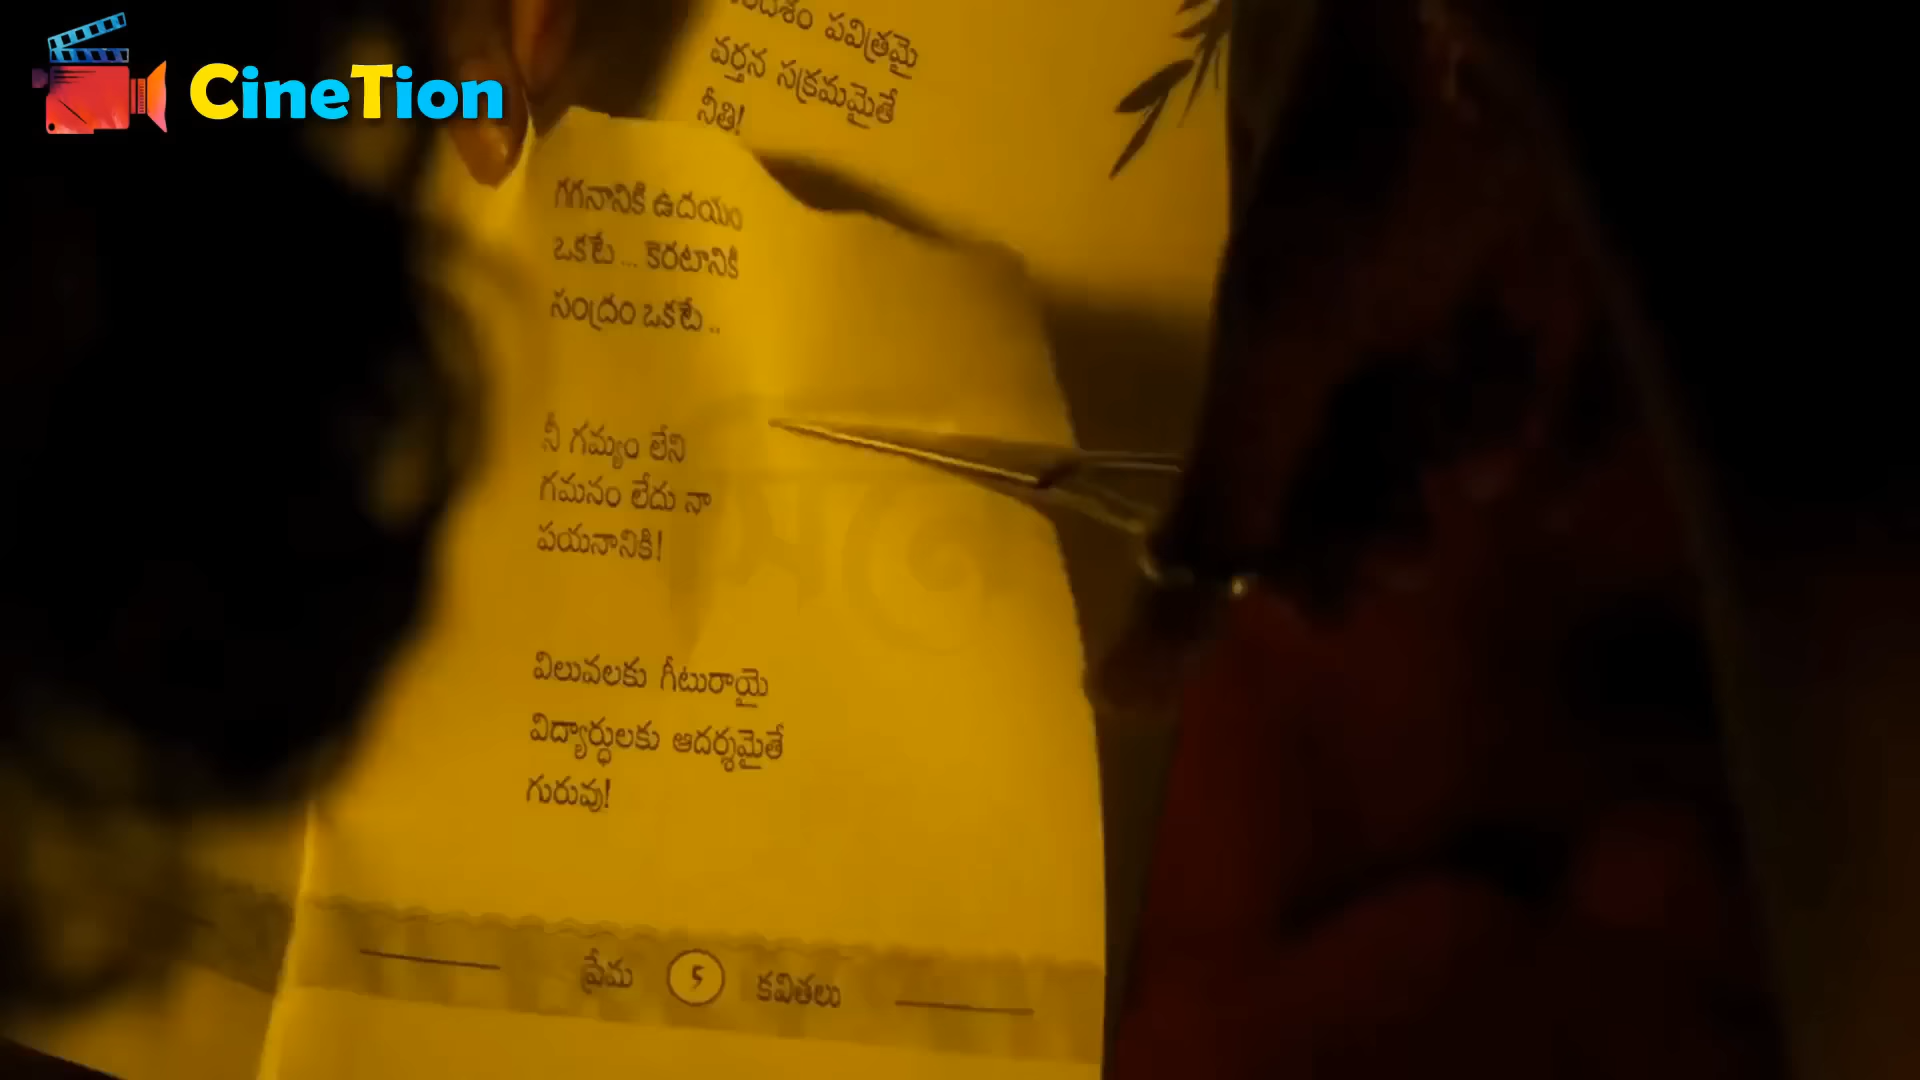 CineTion
పవిత్రమై
వర్తన సక్రమమైతే
నీతి!
గగనానికి ఉదయం
ఒకటే ... కెరటానికి
సంద్రం ఒకటే ..
నీ గమ్యం లేని
గమనం లేదు నా
పయనానికి!
విలువలకు గీటురాయై
విద్యార్ధులకు ఆదర్శమైతే
గురువు!
ప్రేమ 5 కవితలు